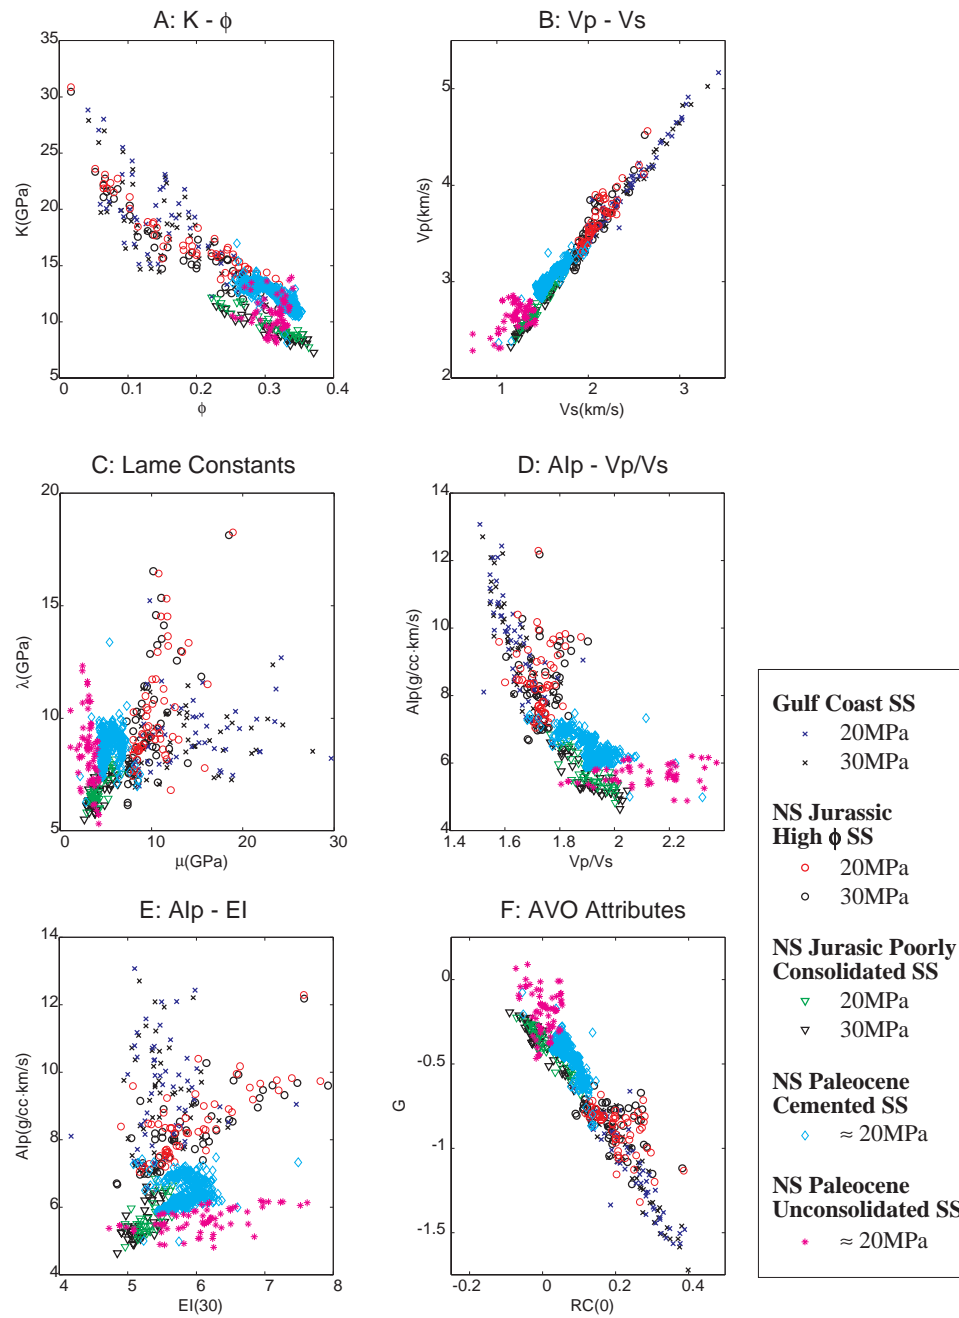 A: K - ϕ
35
30
25
20
15
10
5
K(GPa)
0
0.1
0.2
0.3
0.4
ϕ
B: Vp - Vs
5
4
3
2
Vp(km/s)
1
2
3
Vs(km/s)
C: Lame Constants
20
15
10
5
λ(GPa)
0
10
20
30
μ(GPa)
D: AIp - Vp/Vs
14
12
10
8
6
4
AIp(g/cc·km/s)
1.4
1.6
1.8
2
2.2
Vp/Vs
E: AIp - EI
14
12
10
8
6
4
AIp(g/cc·km/s)
5
6
7
8
EI(30)
F: AVO Attributes
0
-0.5
-1
-1.5
G
-0.2
0
0.2
0.4
RC(0)
Gulf Coast SS
20MPa
30MPa
NS Jurassic
High ϕ SS
20MPa
30MPa
NS Jurasic Poorly
Consolidated SS
20MPa
30MPa
NS Paleocene
Cemented SS
≈ 20MPa
NS Paleocene
Unconsolidated SS
≈ 20MPa